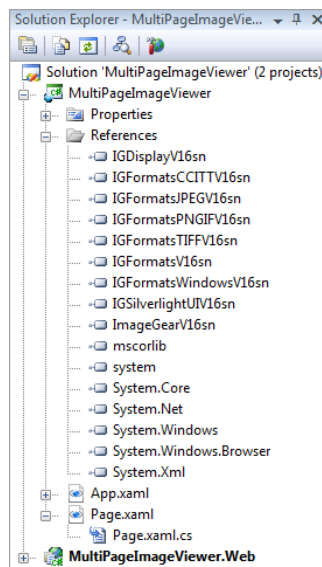 Solution Explorer - MultiPageImageVie...
Solution 'MultiPageImageViewer' (2 projects)
MultiPageImageViewer
Properties
References
IGDisplayV16sn
IGFormatsCCITTV16sn
IGFormatsJPEGV16sn
IGFormatsPNGIFV16sn
IGFormatsTIFFV16sn
IGFormatsV16sn
IGFormatsWindowsV16sn
IGSilverlightUIV16sn
ImageGearV16sn
mscorlib
system
System.Core
System.Net
System.Windows
System.Windows.Browser
System.Xml
App.xaml
Page.xaml
Page.xaml.cs
MultiPageImageViewer.Web